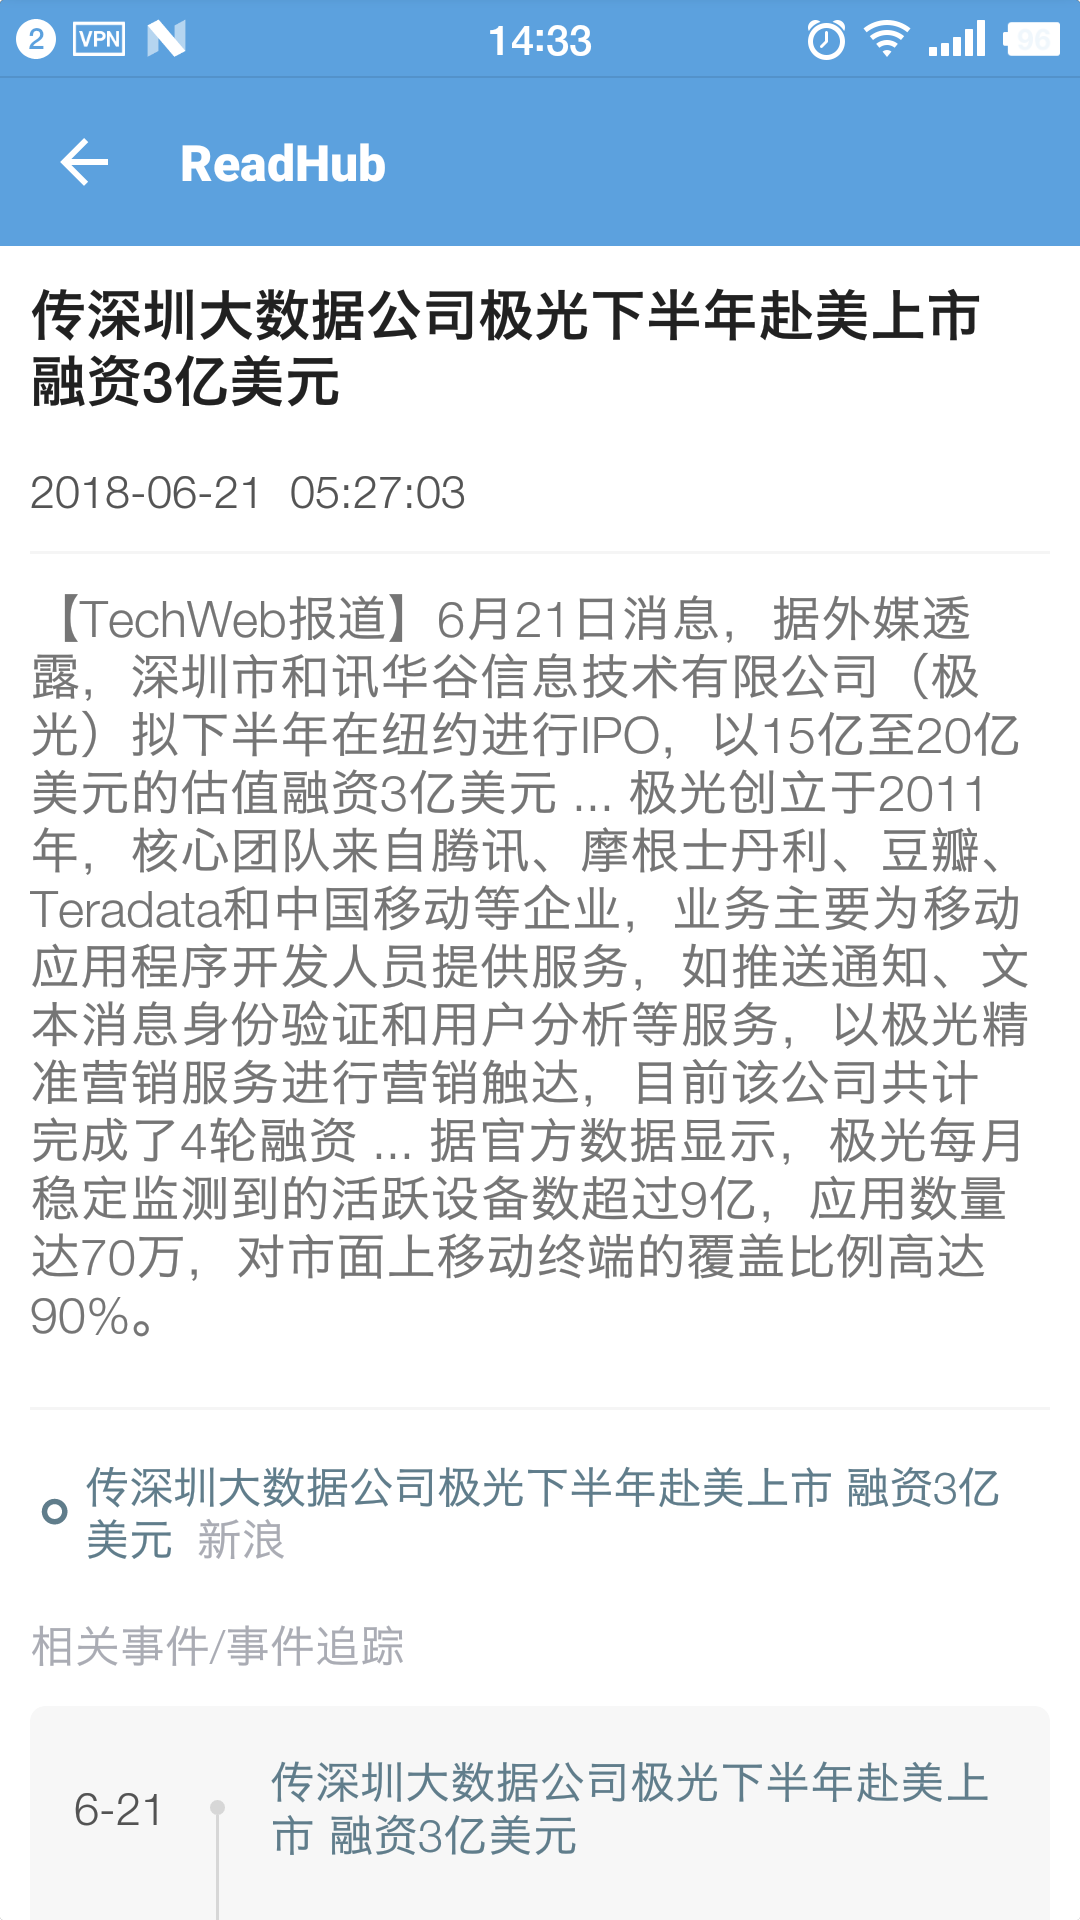 2 VPN 14:33 96
ReadHub
传深圳大数据公司极光下半年赴美上市
融资3亿美元
2018-06-21 05:27:03
【TechWeb报道】6月21日消息，据外媒透
露，深圳市和讯华谷信息技术有限公司（极
光）拟下半年在纽约进行IPO，以15亿至20亿
美元的估值融资3亿美元 ... 极光创立于2011
年，核心团队来自腾讯、摩根士丹利、豆瓣、
Teradata和中国移动等企业，业务主要为移动
应用程序开发人员提供服务，如推送通知、文
本消息身份验证和用户分析等服务，以极光精
准营销服务进行营销触达，目前该公司共计
完成了4轮融资 ... 据官方数据显示，极光每月
稳定监测到的活跃设备数超过9亿，应用数量
达70万，对市面上移动终端的覆盖比例高达
90%。
传深圳大数据公司极光下半年赴美上市 融资3亿
美元 新浪
相关事件/事件追踪
6-21
传深圳大数据公司极光下半年赴美上
市 融资3亿美元